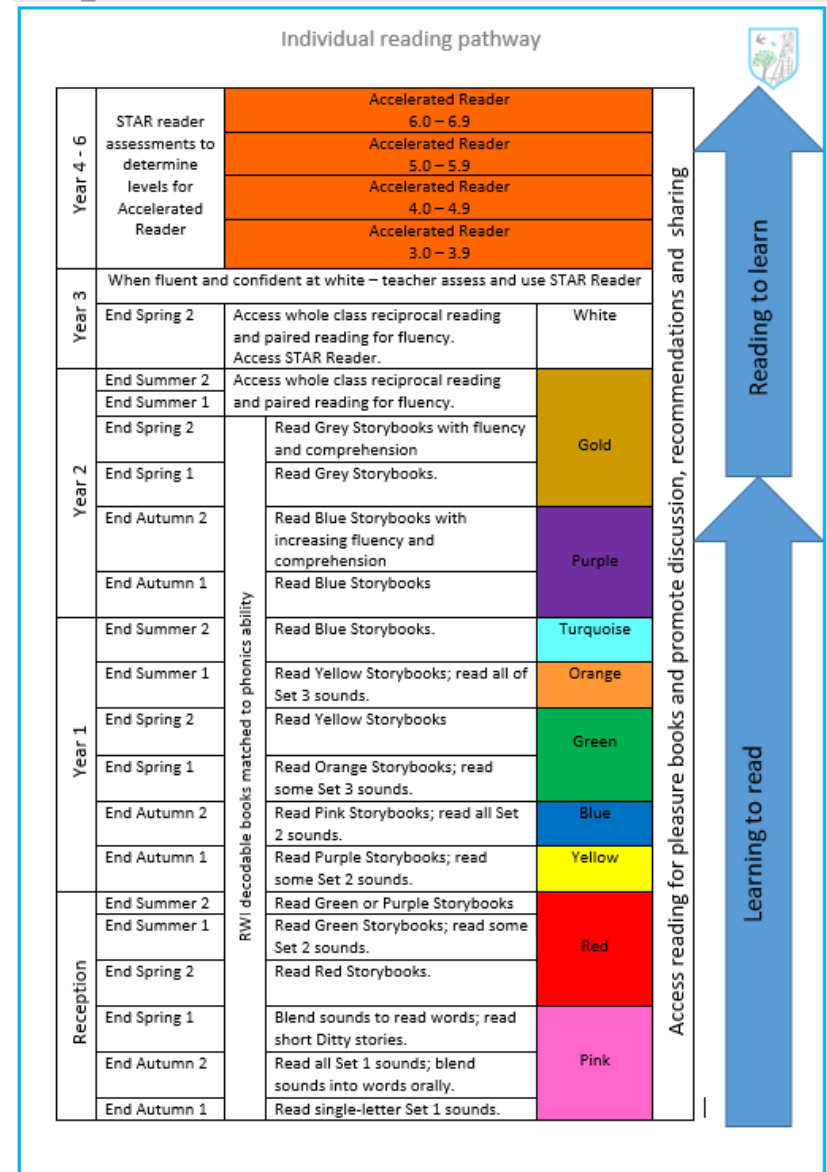 Individual reading pathway
Year 4 - 6
STAR reader
assessments to
determine
levels for
Accelerated
Reader
Accelerated Reader
6.0 – 6.9
Accelerated Reader
5.0 – 5.9
Accelerated Reader
4.0 – 4.9
Accelerated Reader
3.0 – 3.9
Year 3
When fluent and confident at white – teacher assess and use STAR Reader
End Spring 2
Access whole class reciprocal reading
and paired reading for fluency.
Access STAR Reader.
White
Year 2
End Summer 2
End Summer 1
Access whole class reciprocal reading
and paired reading for fluency.
End Spring 2
Read Grey Storybooks with fluency
and comprehension
Gold
End Spring 1
Read Grey Storybooks.
End Autumn 2
Read Blue Storybooks with
increasing fluency and
comprehension
Purple
End Autumn 1
Read Blue Storybooks
RWI decodable books matched to phonics ability
Year 1
End Summer 2
Read Blue Storybooks.
Turquoise
End Summer 1
Read Yellow Storybooks; read all of
Set 3 sounds.
Orange
End Spring 2
Read Yellow Storybooks
Green
End Spring 1
Read Orange Storybooks; read
some Set 3 sounds.
End Autumn 2
Read Pink Storybooks; read all Set
2 sounds.
Blue
End Autumn 1
Read Purple Storybooks; read
some Set 2 sounds.
Yellow
Reception
End Summer 2
Read Green or Purple Storybooks
End Summer 1
Read Green Storybooks; read some
Set 2 sounds.
Red
End Spring 2
Read Red Storybooks.
End Spring 1
Blend sounds to read words; read
short Ditty stories.
Pink
End Autumn 2
Read all Set 1 sounds; blend
sounds into words orally.
End Autumn 1
Read single-letter Set 1 sounds.
Access reading for pleasure books and promote discussion, recommendations and sharing
Reading to learn
Learning to read